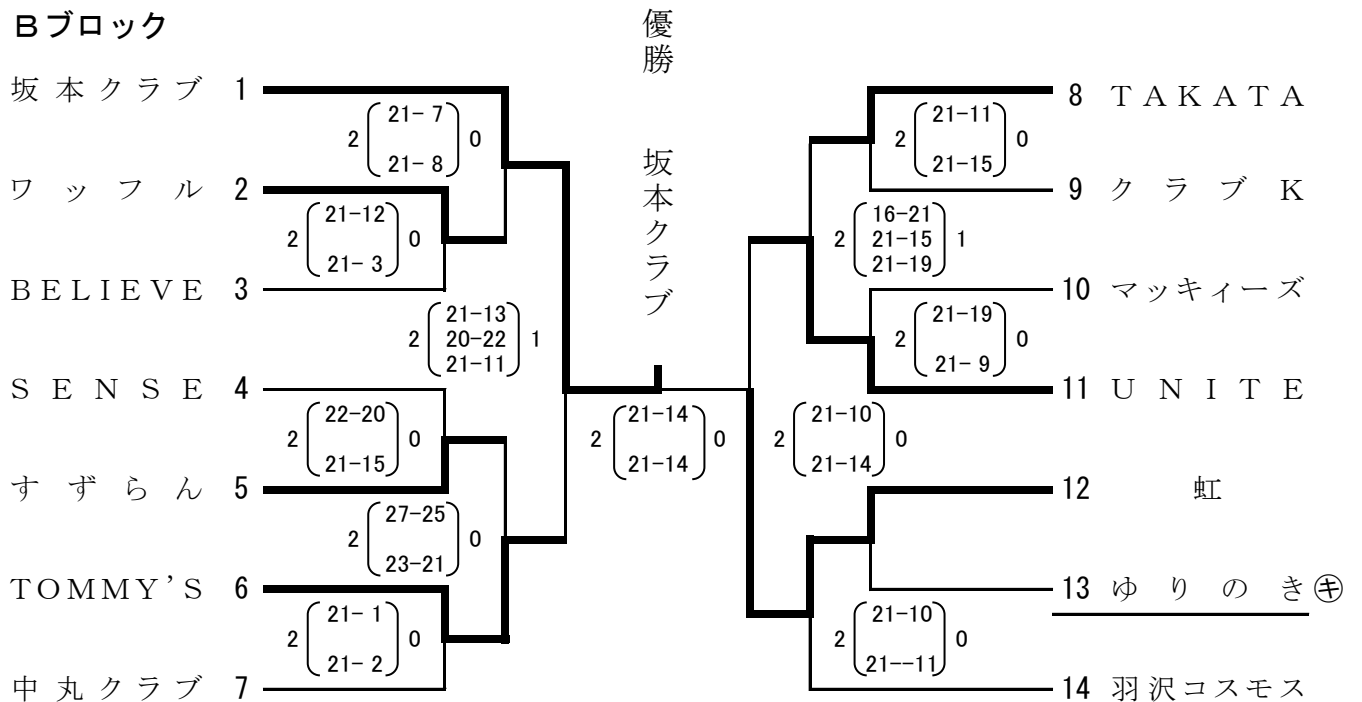 Bブロック
優勝 坂本クラブ
坂本クラブ 1
2 21- 7 0
21- 8
ワッフル 2
2 21-12 0
21- 3
BELIEVE 3
21-13
2 20-22 1
21-11
SENSE 4
2 22-20 0
21-15
すずらん 5
2 27-25 0
23-21
TOMMY'S 6
2 21- 1 0
21- 2
中丸クラブ 7
2 21-14 0
21-14
8 TAKATA
2 21-11 0
21-15
9 クラブK
16-21
2 21-15 1
21-19
10 マッキィーズ
2 21-19 0
21- 9
11 UNITE
2 21-10 0
21-14
12 虹
13 ゆりのき㋖
2 21-10 0
21--11
14 羽沢コスモス